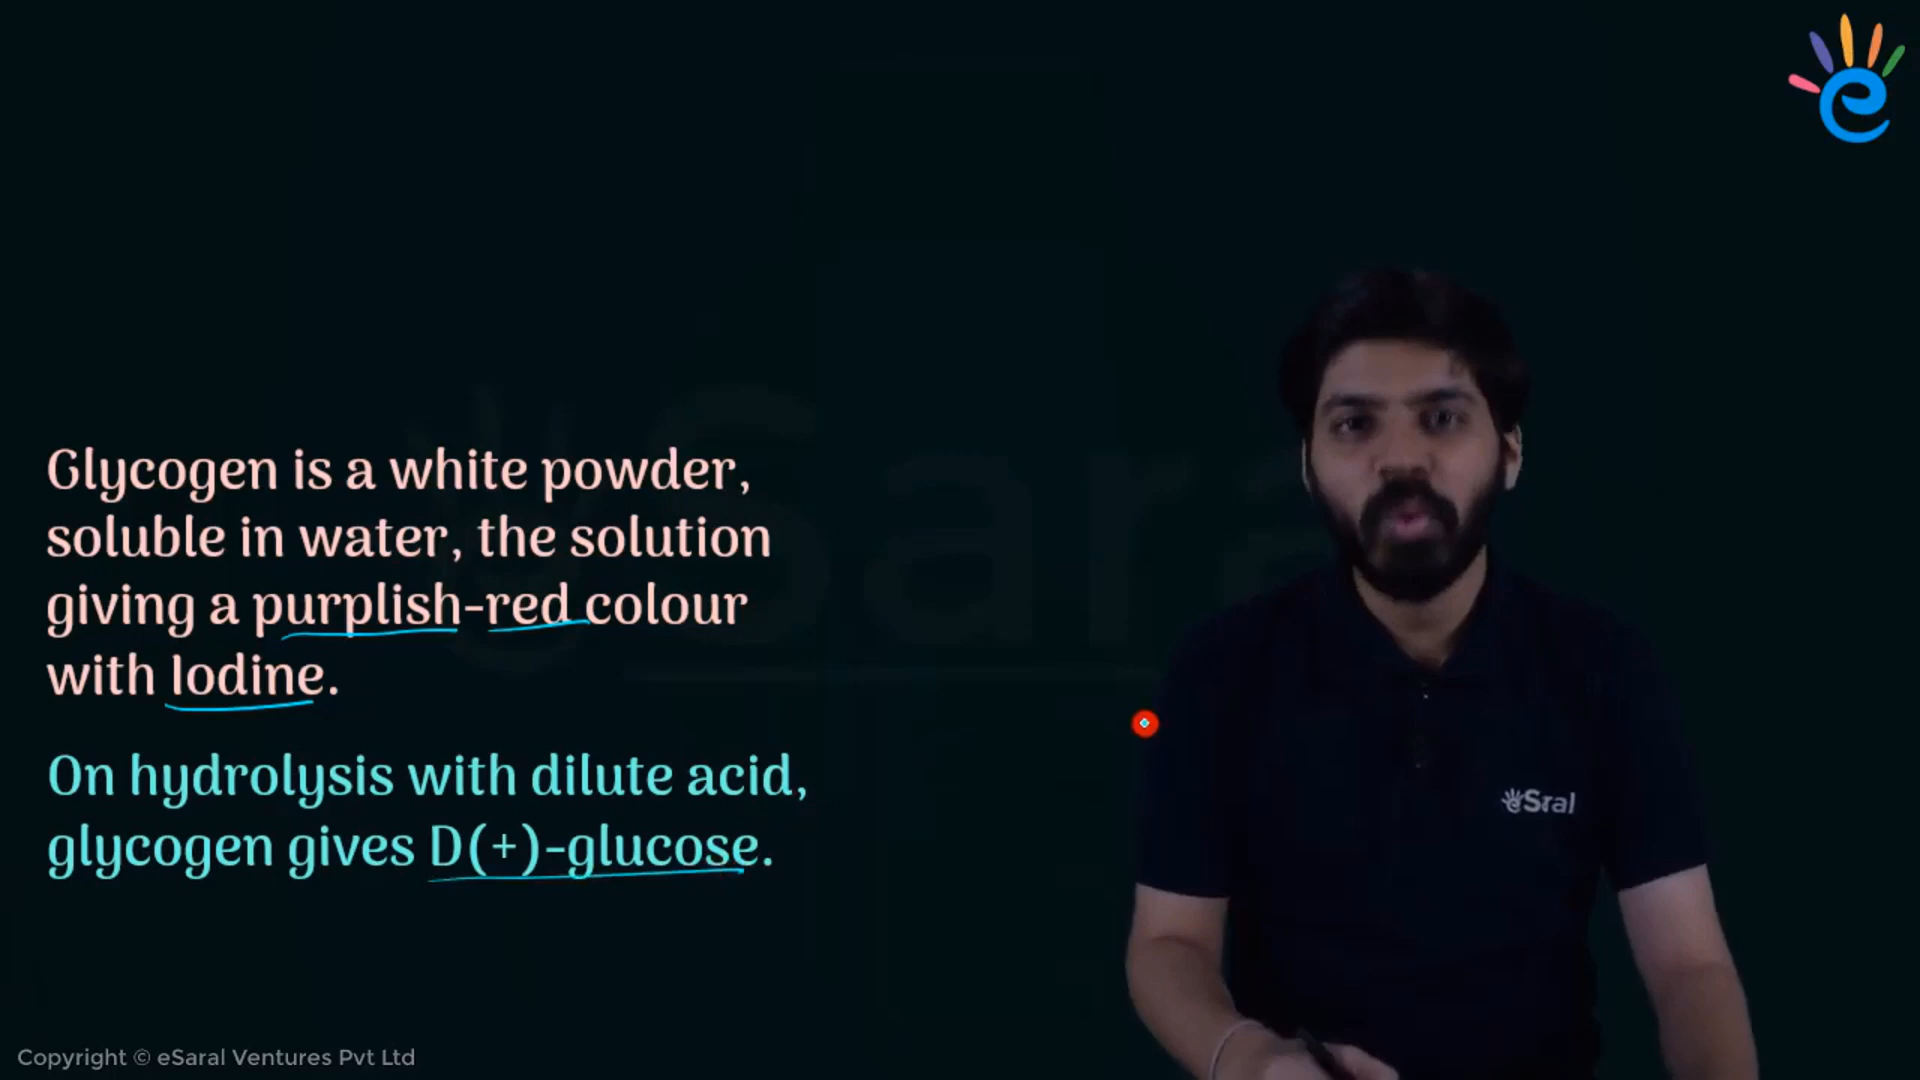 Glycogen is a white powder,
soluble in water, the solution
giving a purplish-red colour
with Iodine.
On hydrolysis with dilute acid,
glycogen gives D(+)-glucose.
eSral
Copyright © eSaral Ventures Pvt Ltd